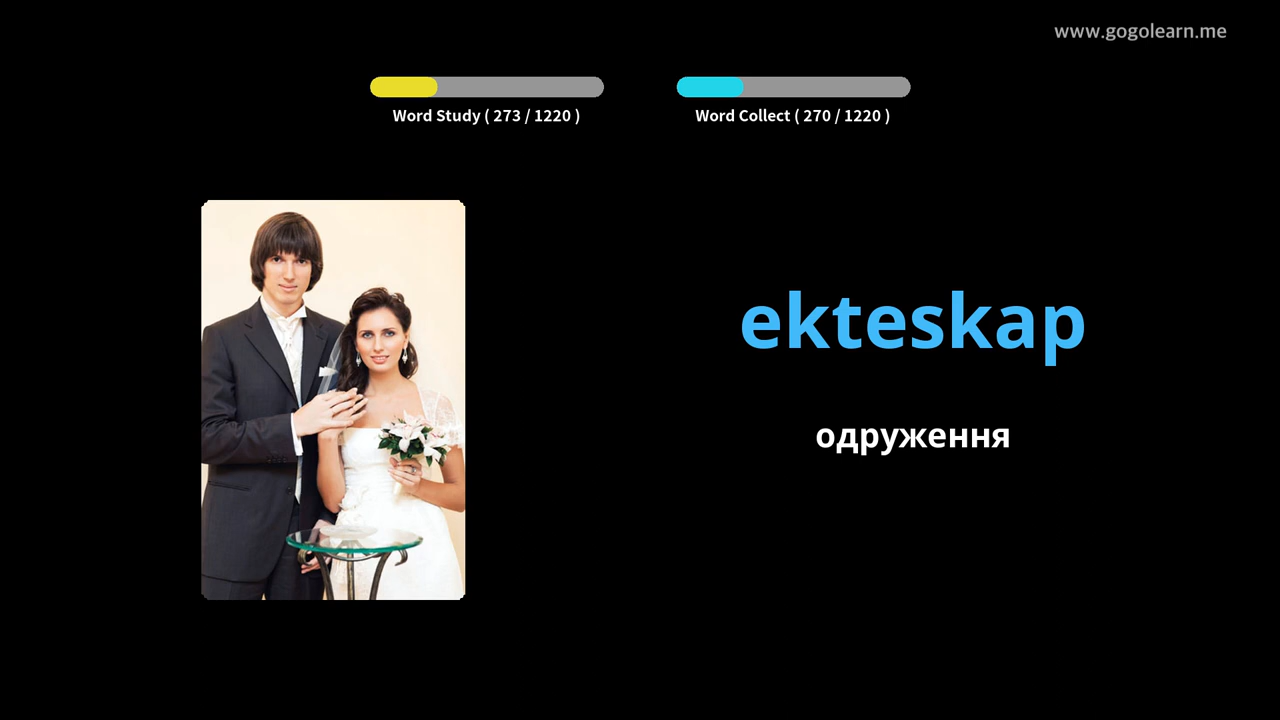 www.gogolearn.me
Word Study ( 273 / 1220 )
Word Collect ( 270 / 1220 )
ekteskap
одруження